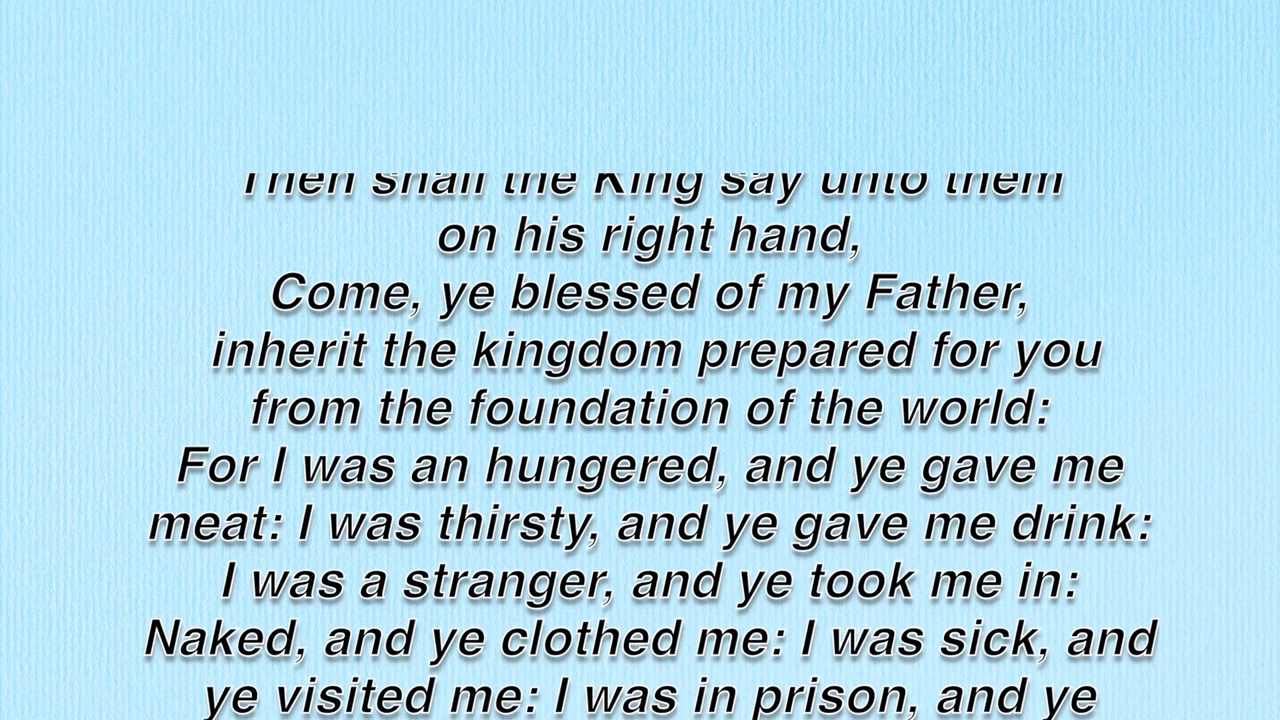 Then shall the King say unto them
on his right hand,
Come, ye blessed of my Father,
inherit the kingdom prepared for you
from the foundation of the world:
For I was an hungered, and ye gave me
meat: I was thirsty, and ye gave me drink:
I was a stranger, and ye took me in:
Naked, and ye clothed me: I was sick, and
ye visited me: I was in prison, and ye